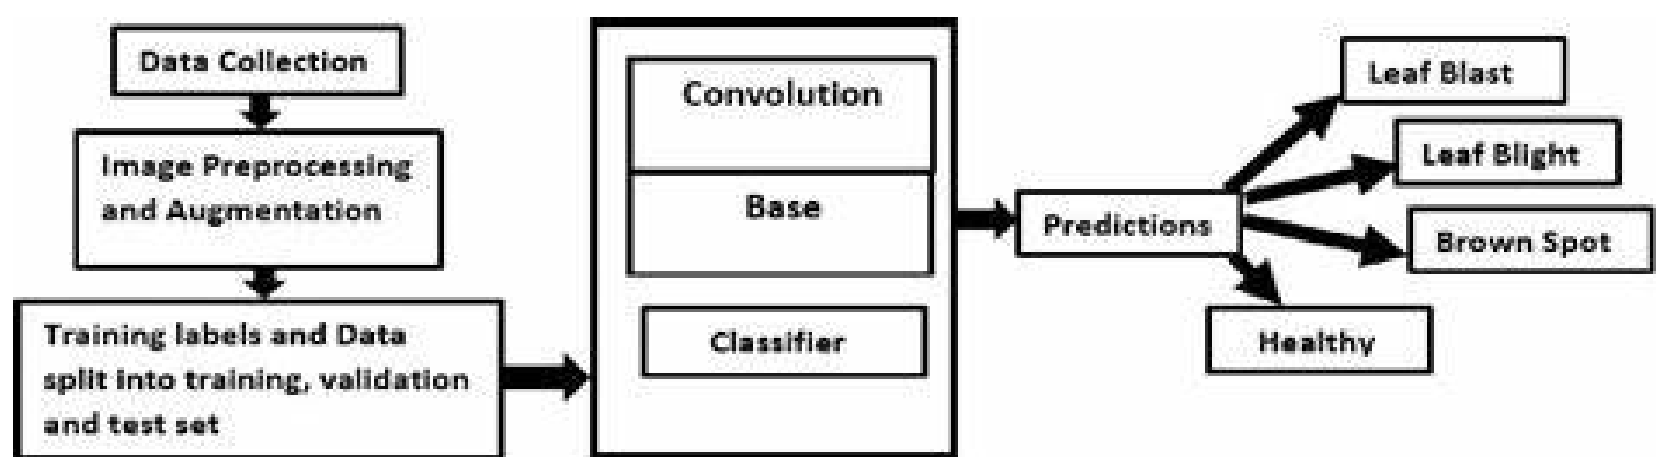 Data Collection
Image Preprocessing
and Augmentation
Training labels and Data
split into training, validation
and test set
Convolution
Base
Classifier
Predictions
Leaf Blast
Leaf Blight
Brown Spot
Healthy